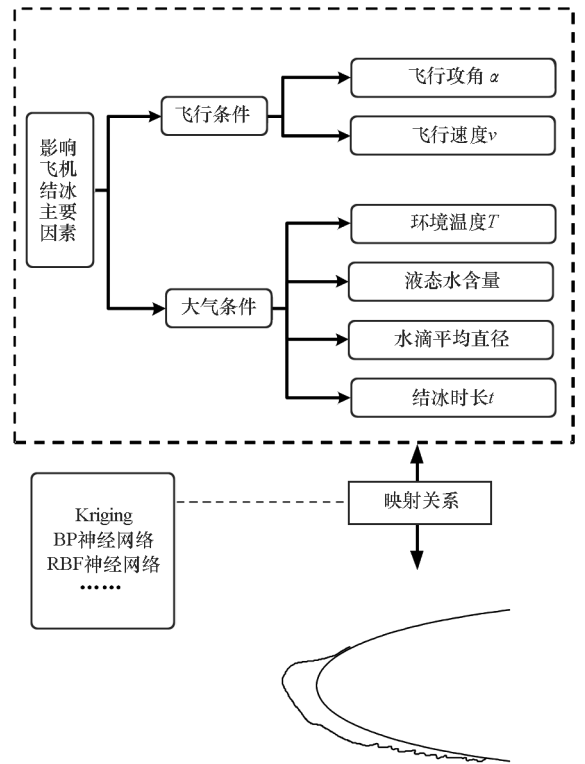 影响
飞机
结冰
主要
因素
飞行条件
飞行攻角 α
飞行速度v
大气条件
环境温度T
液态水含量
水滴平均直径
结冰时长t
映射关系
Kriging
BP神经网络
RBF神经网络
……